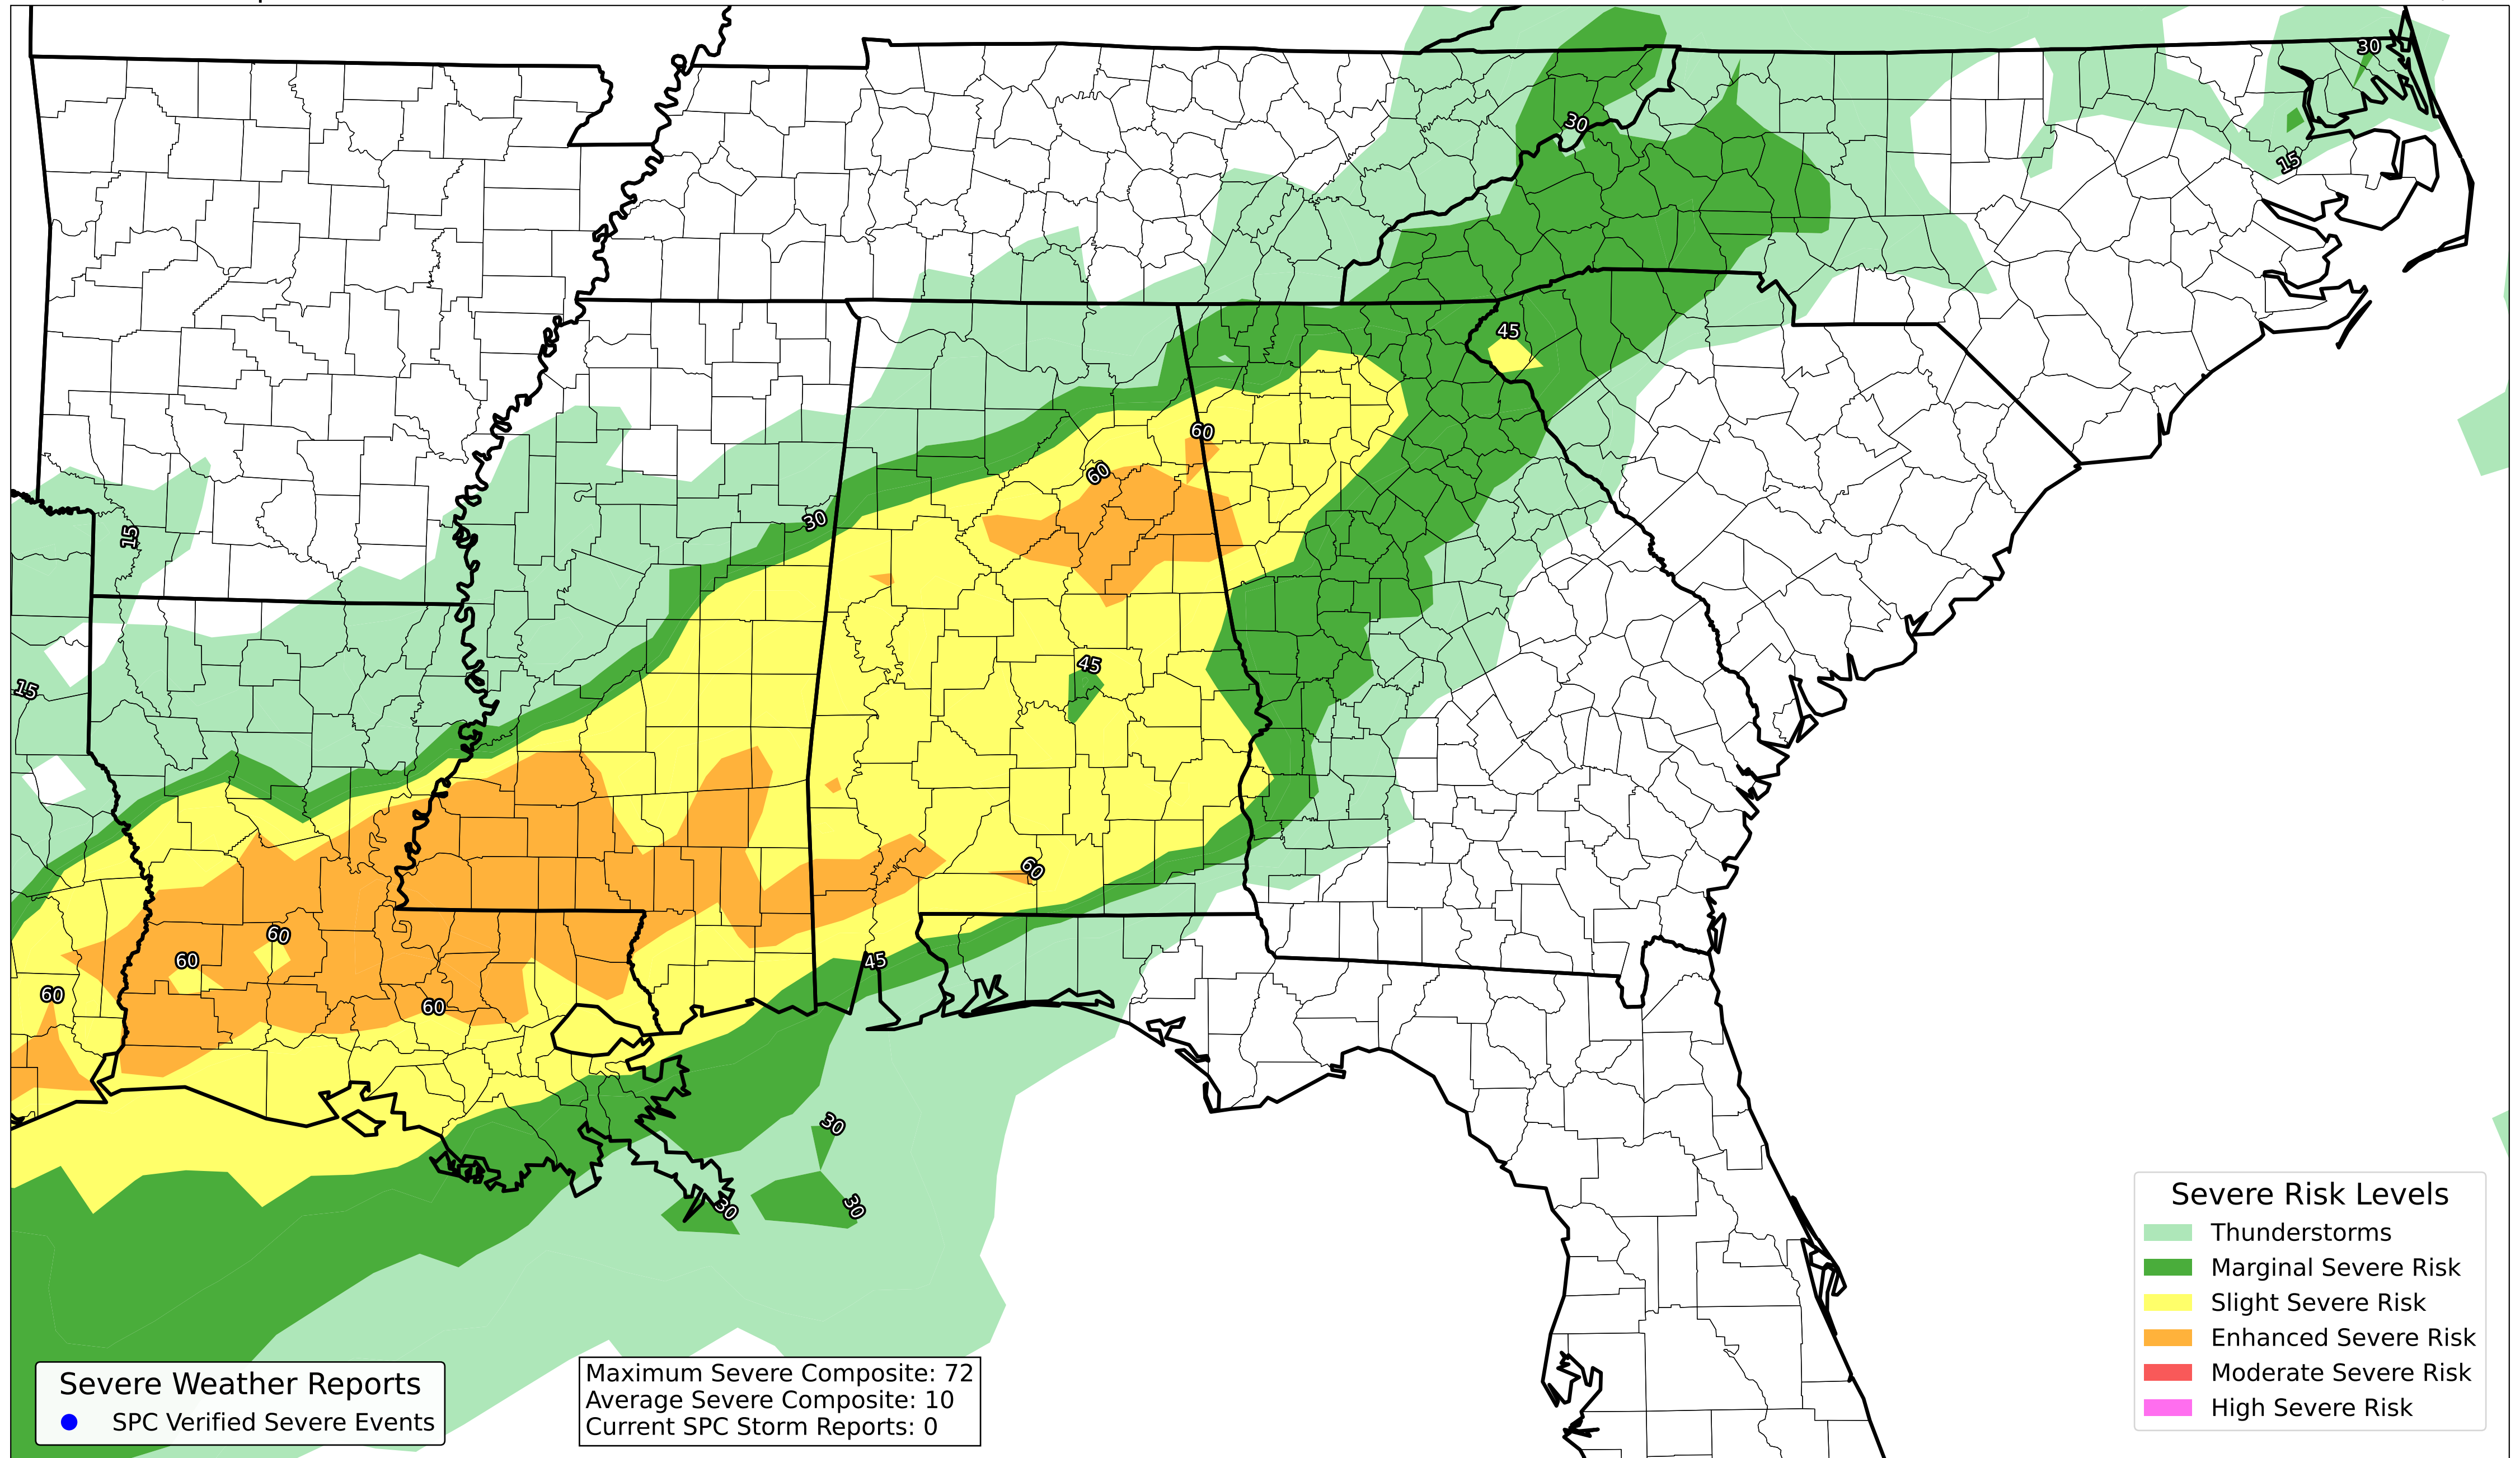 30
30
15
45
60
60
30
15
45
15
60
60
60
45
60
60
30
30
30
Severe Risk Levels
Thunderstorms
Marginal Severe Risk
Slight Severe Risk
Enhanced Severe Risk
Moderate Severe Risk
High Severe Risk
Severe Weather Reports
SPC Verified Severe Events
Maximum Severe Composite: 72
Average Severe Composite: 10
Current SPC Storm Reports: 0